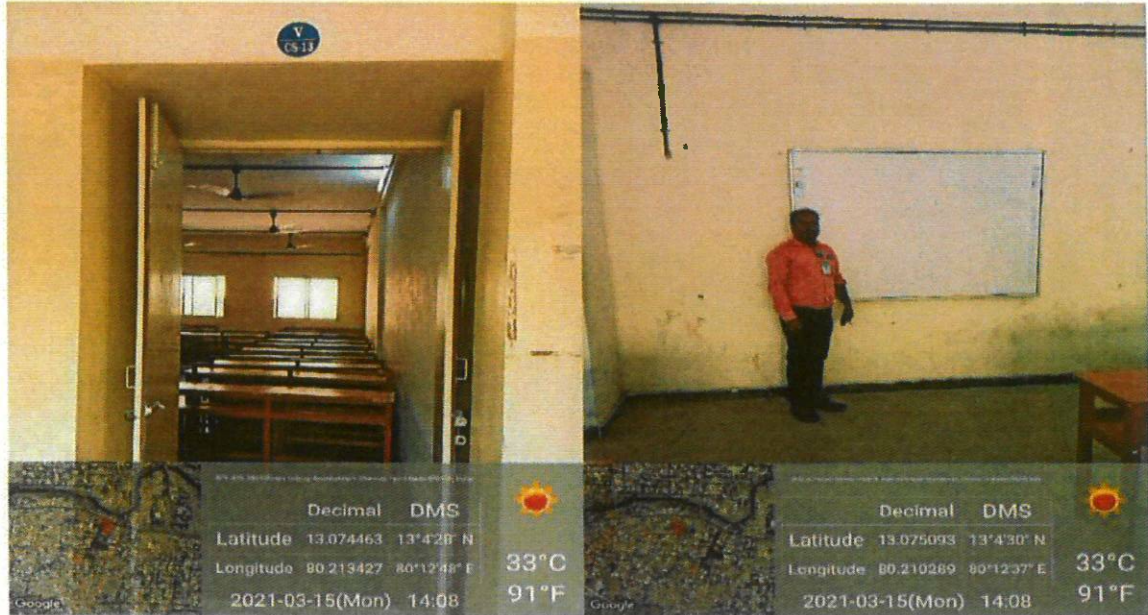 V
CS-13
Decimal DMS
Latitude 13.074463 13°4'28" N
Longitude 80.213427 80°12'48" E
2021-03-15(Mon) 14:08
33°C
91°F
Google
Decimal DMS
Latitude 13.075093 13°4'30" N
Longitude 80.210289 80°12'37" E
2021-03-15(Mon) 14:08
33°C
91°F
Google